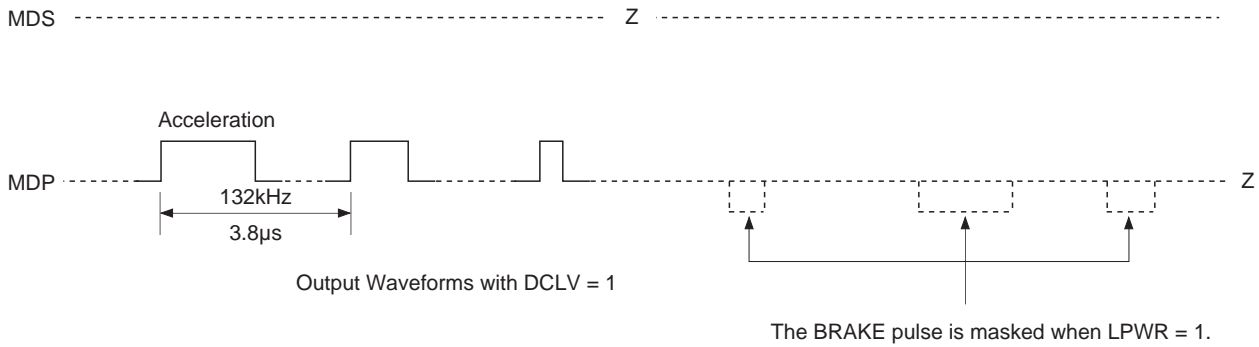 MDS Z
Acceleration
MDP Z
132kHz
3.8µs
Output Waveforms with DCLV = 1
The BRAKE pulse is masked when LPWR = 1.